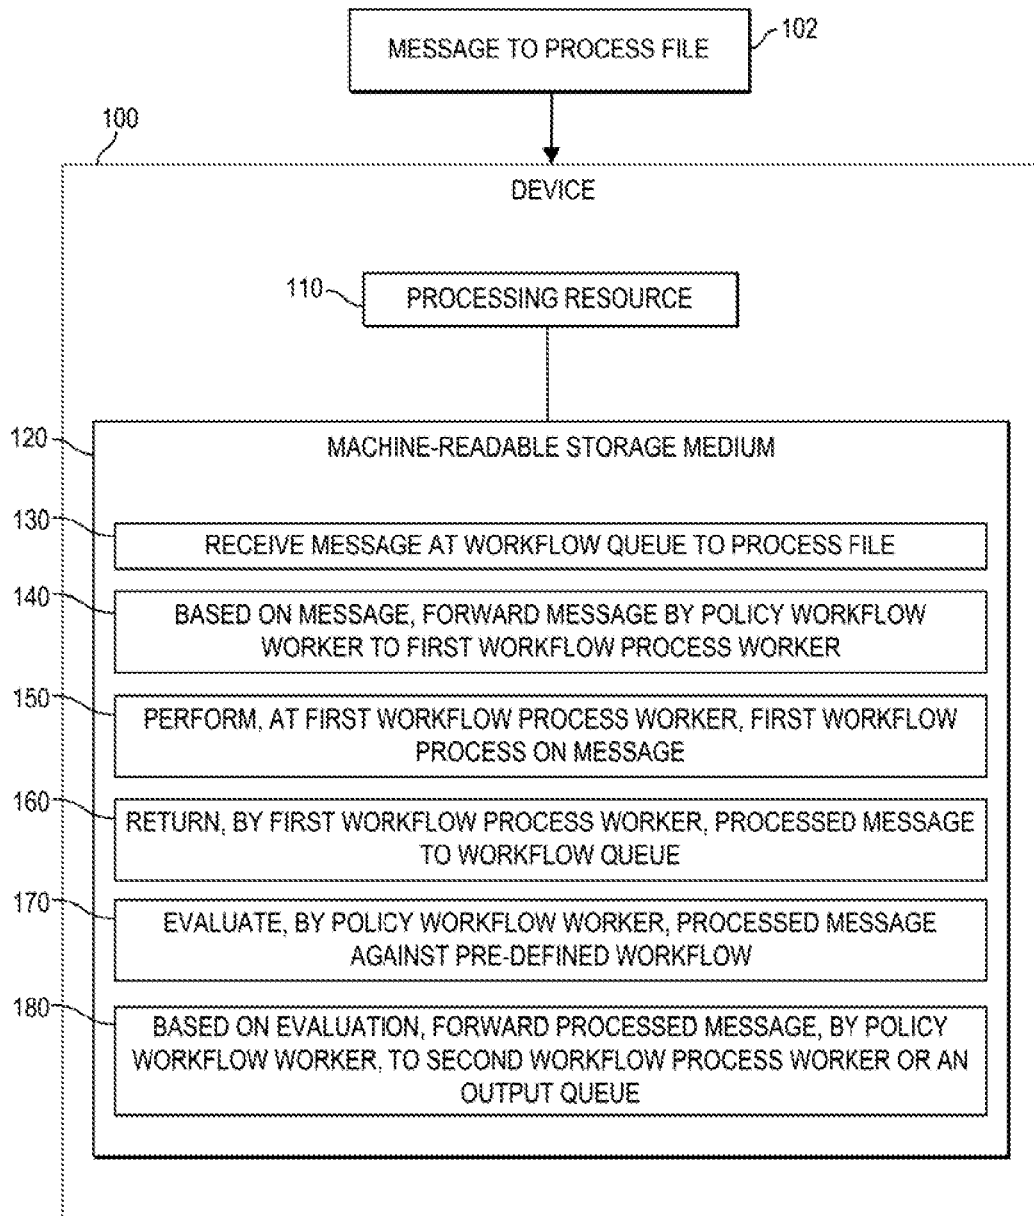 MESSAGE TO PROCESS FILE
102
100
DEVICE
110
PROCESSING RESOURCE
120
MACHINE-READABLE STORAGE MEDIUM
130
RECEIVE MESSAGE AT WORKFLOW QUEUE TO PROCESS FILE
140
BASED ON MESSAGE, FORWARD MESSAGE BY POLICY WORKFLOW
WORKER TO FIRST WORKFLOW PROCESS WORKER
150
PERFORM, AT FIRST WORKFLOW PROCESS WORKER, FIRST WORKFLOW
PROCESS ON MESSAGE
160
RETURN, BY FIRST WORKFLOW PROCESS WORKER, PROCESSED MESSAGE
TO WORKFLOW QUEUE
170
EVALUATE, BY POLICY WORKFLOW WORKER, PROCESSED MESSAGE
AGAINST PRE-DEFINED WORKFLOW
180
BASED ON EVALUATION, FORWARD PROCESSED MESSAGE, BY POLICY
WORKFLOW WORKER, TO SECOND WORKFLOW PROCESS WORKER OR AN
OUTPUT QUEUE